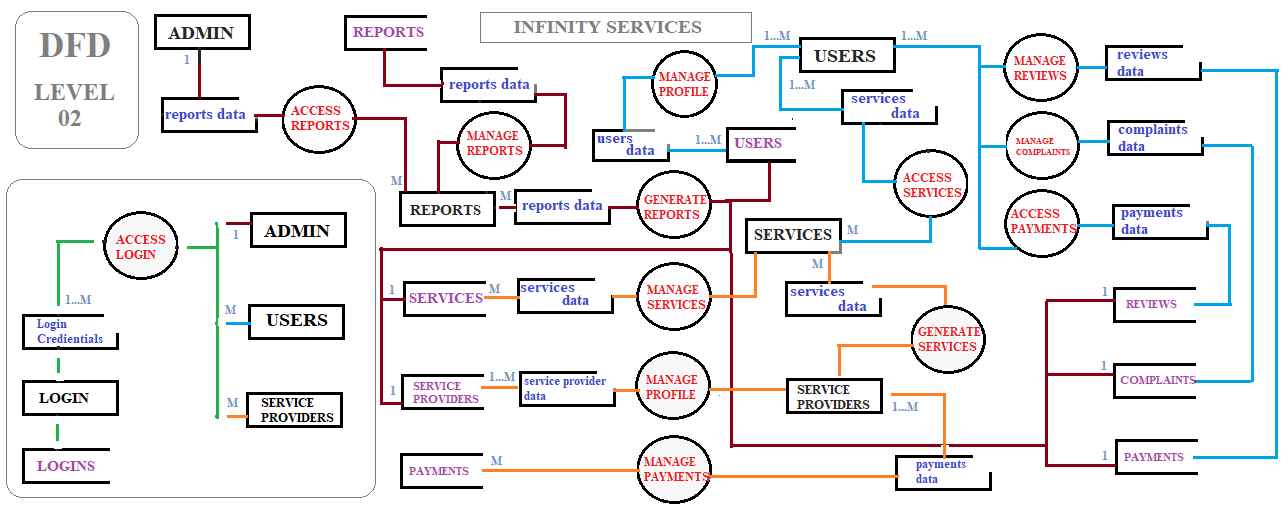 DFD
LEVEL
02
ADMIN
1
reports data
ACCESS
REPORTS
REPORTS
reports data
MANAGE
REPORTS
M
REPORTS
M
reports data
GENERATE
REPORTS
INFINITY SERVICES
MANAGE
PROFILE
users
data
1...M
USERS
1...M
USERS
1...M
1...M
services
data
ACCESS
SERVICES
MANAGE
REVIEWS
reviews
data
MANAGE
COMPLAINTS
complaints
data
ACCESS
PAYMENTS
payments
data
ACCESS
LOGIN
1
ADMIN
1...M
M
USERS
Login
Credientials
LOGIN
M
SERVICE
PROVIDERS
LOGINS
SERVICES
M
M
1
SERVICES
M
services
data
MANAGE
SERVICES
services
data
GENERATE
SERVICES
1
SERVICE
PROVIDERS
1...M
service provider
data
MANAGE
PROFILE
SERVICE
PROVIDERS
1...M
PAYMENTS
M
MANAGE
PAYMENTS
payments
data
1
REVIEWS
1
COMPLAINTS
1
PAYMENTS